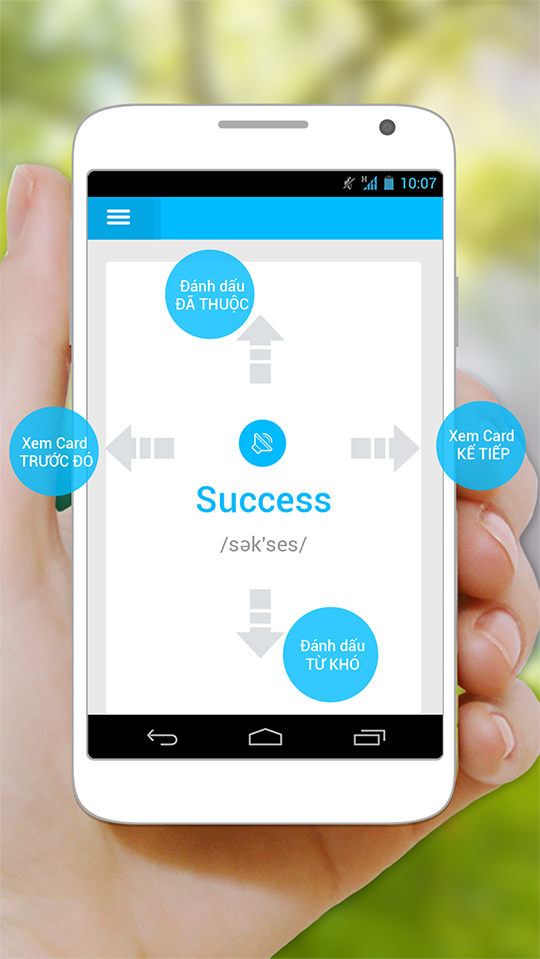 H
10:07
Đánh dấu
ĐÃ THUỘC
Xem Card
TRƯỚC ĐÓ
Xem Card
KẾ TIẾP
Success
/sək'ses/
Đánh dấu
TỪ KHÓ